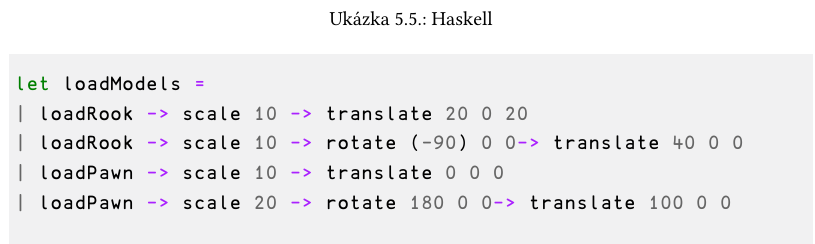 Ukázka 5.5.: Haskell
let loadModels =
| loadRook -> scale 10 -> translate 20 0 20
| loadRook -> scale 10 -> rotate (-90) 0 0-> translate 40 0 0
| loadPawn -> scale 10 -> translate 0 0 0
| loadPawn -> scale 20 -> rotate 180 0 0-> translate 100 0 0